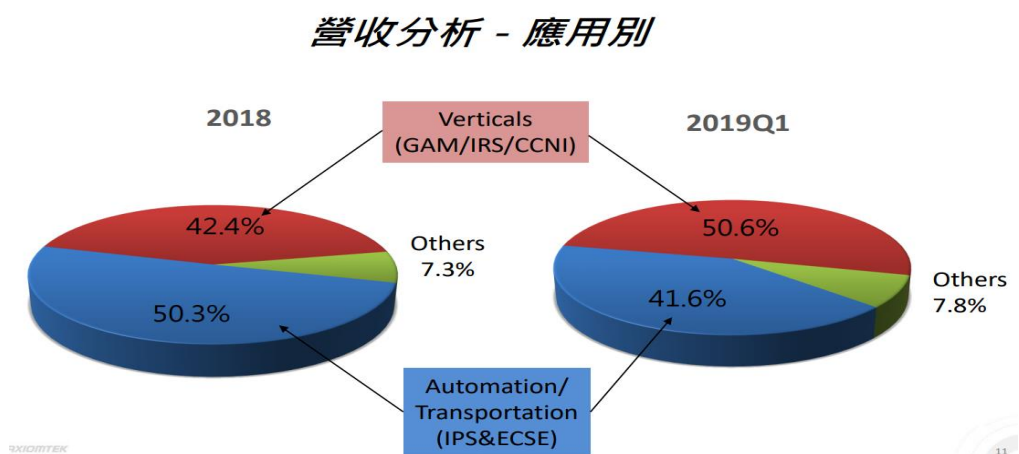 營收分析 - 應用別
2018
Verticals
(GAM/IRS/CCNI)
2019Q1
42.4%
Others
7.3%
50.3%
50.6%
Others
7.8%
41.6%
Automation/
Transportation
(IPS&ECSE)
AXIOMTEK
11